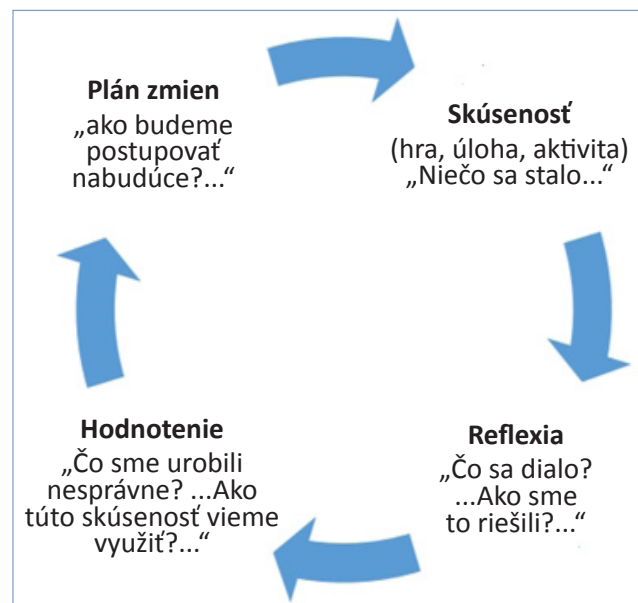 Plán zmien
„ako budeme
postupovať
nabudúce?...“
Skúsenosť
(hra, úloha, aktivita)
„Niečo sa stalo...“
Reflexia
„Čo sa dialo?
...Ako sme
to riešili?...“
Hodnotenie
„Čo sme urobili
nesprávne? ...Ako
túto skúsenosť vieme
využiť?...“